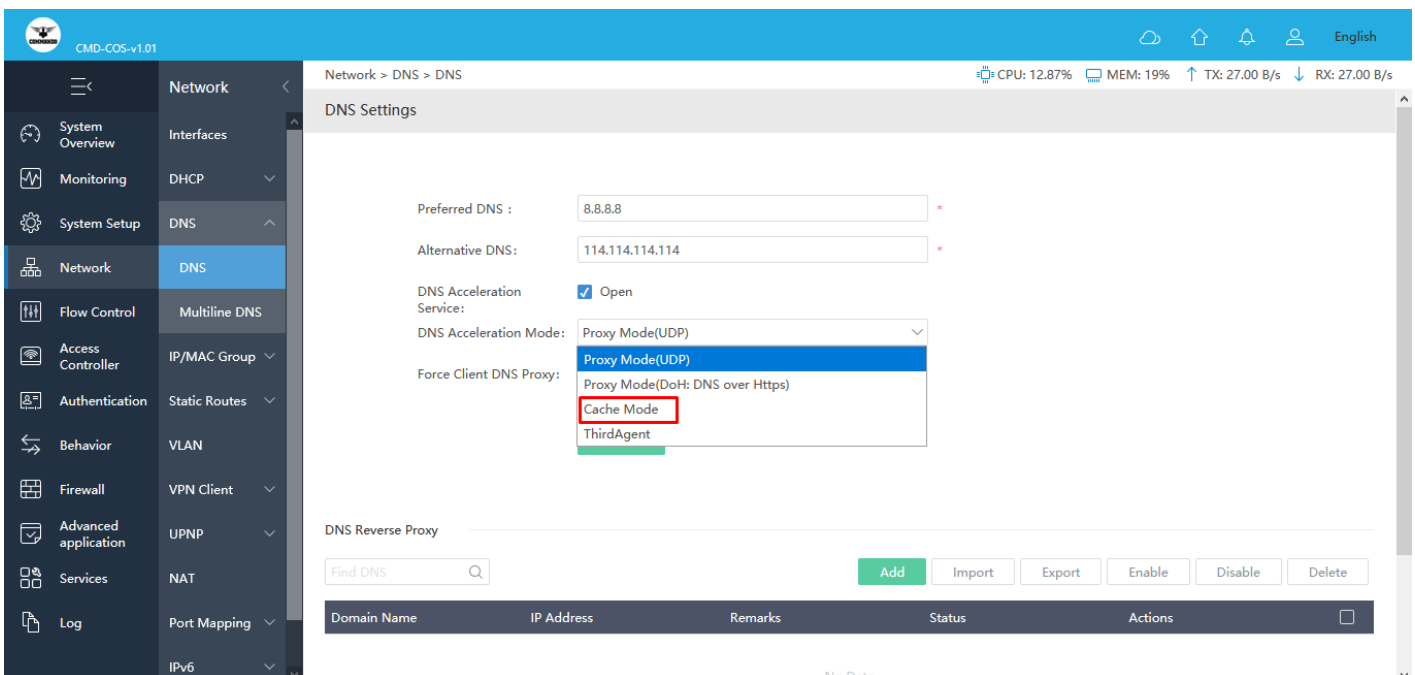 COMMANDO
CMD-COS-v1.01
English
Network
Network > DNS > DNS
CPU: 12.87%
MEM: 19%
TX: 27.00 B/s
RX: 27.00 B/s
DNS Settings
System
Overview
Monitoring
System Setup
Network
Flow Control
Access
Controller
Authentication
Behavior
Firewall
Advanced
application
Services
Log
Interfaces
DHCP
DNS
DNS
Multiline DNS
IP/MAC Group
Static Routes
VLAN
VPN Client
UPNP
NAT
Port Mapping
IPv6
Preferred DNS :
8.8.8.8
*
Alternative DNS:
114.114.114.114
*
DNS Acceleration
Service:
Open
DNS Acceleration Mode:
Proxy Mode(UDP)
Proxy Mode(UDP)
Proxy Mode(DoH: DNS over Https)
Cache Mode
ThirdAgent
Force Client DNS Proxy:
DNS Reverse Proxy
Find DNS
Add
Import
Export
Enable
Disable
Delete
Domain Name
IP Address
Remarks
Status
Actions